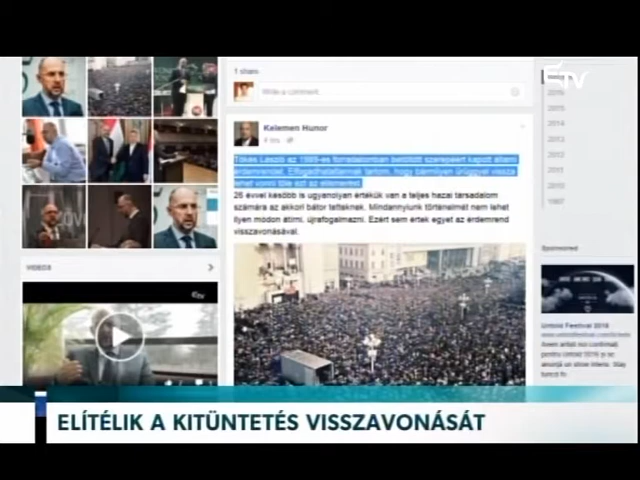 ETV
1 share
Write a comment
Kelemen Hunor
Tőkés László az 1989-es forradalomban betöltött szerepéért kapott állami
érdemrendet. Elfogadhatatlannak tartom, hogy bármilyen ürüggyel vissza
lehet vonni tőle ezt az elismerést.
26 évvel később is ugyanolyan értékük van a teljes hazai társadalom
számára az akkori bátor tetteknek. Mindannyiunk történelmét nem lehet
ilyen módon átírni, újrafogalmazni. Ezért sem értek egyet az érdemrend
visszavonásával.
2015
2014
2013
2012
2011
2010
VIDEOS
Sponsored
Untold Festival 2016
ELÍTÉLIK A KITÜNTETÉS VISSZAVONÁSÁT